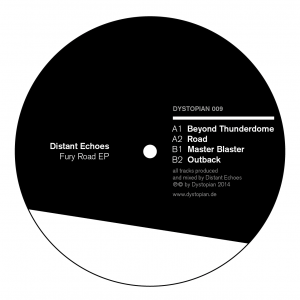 DYSTOPIAN 009
A1 Beyond Thunderdome
A2 Road
B1 Master Blaster
B2 Outback
Distant Echoes
Fury Road EP
all tracks produced
and mixed by Distant Echoes
℗© by Dystopian 2014
www.dystopian.de